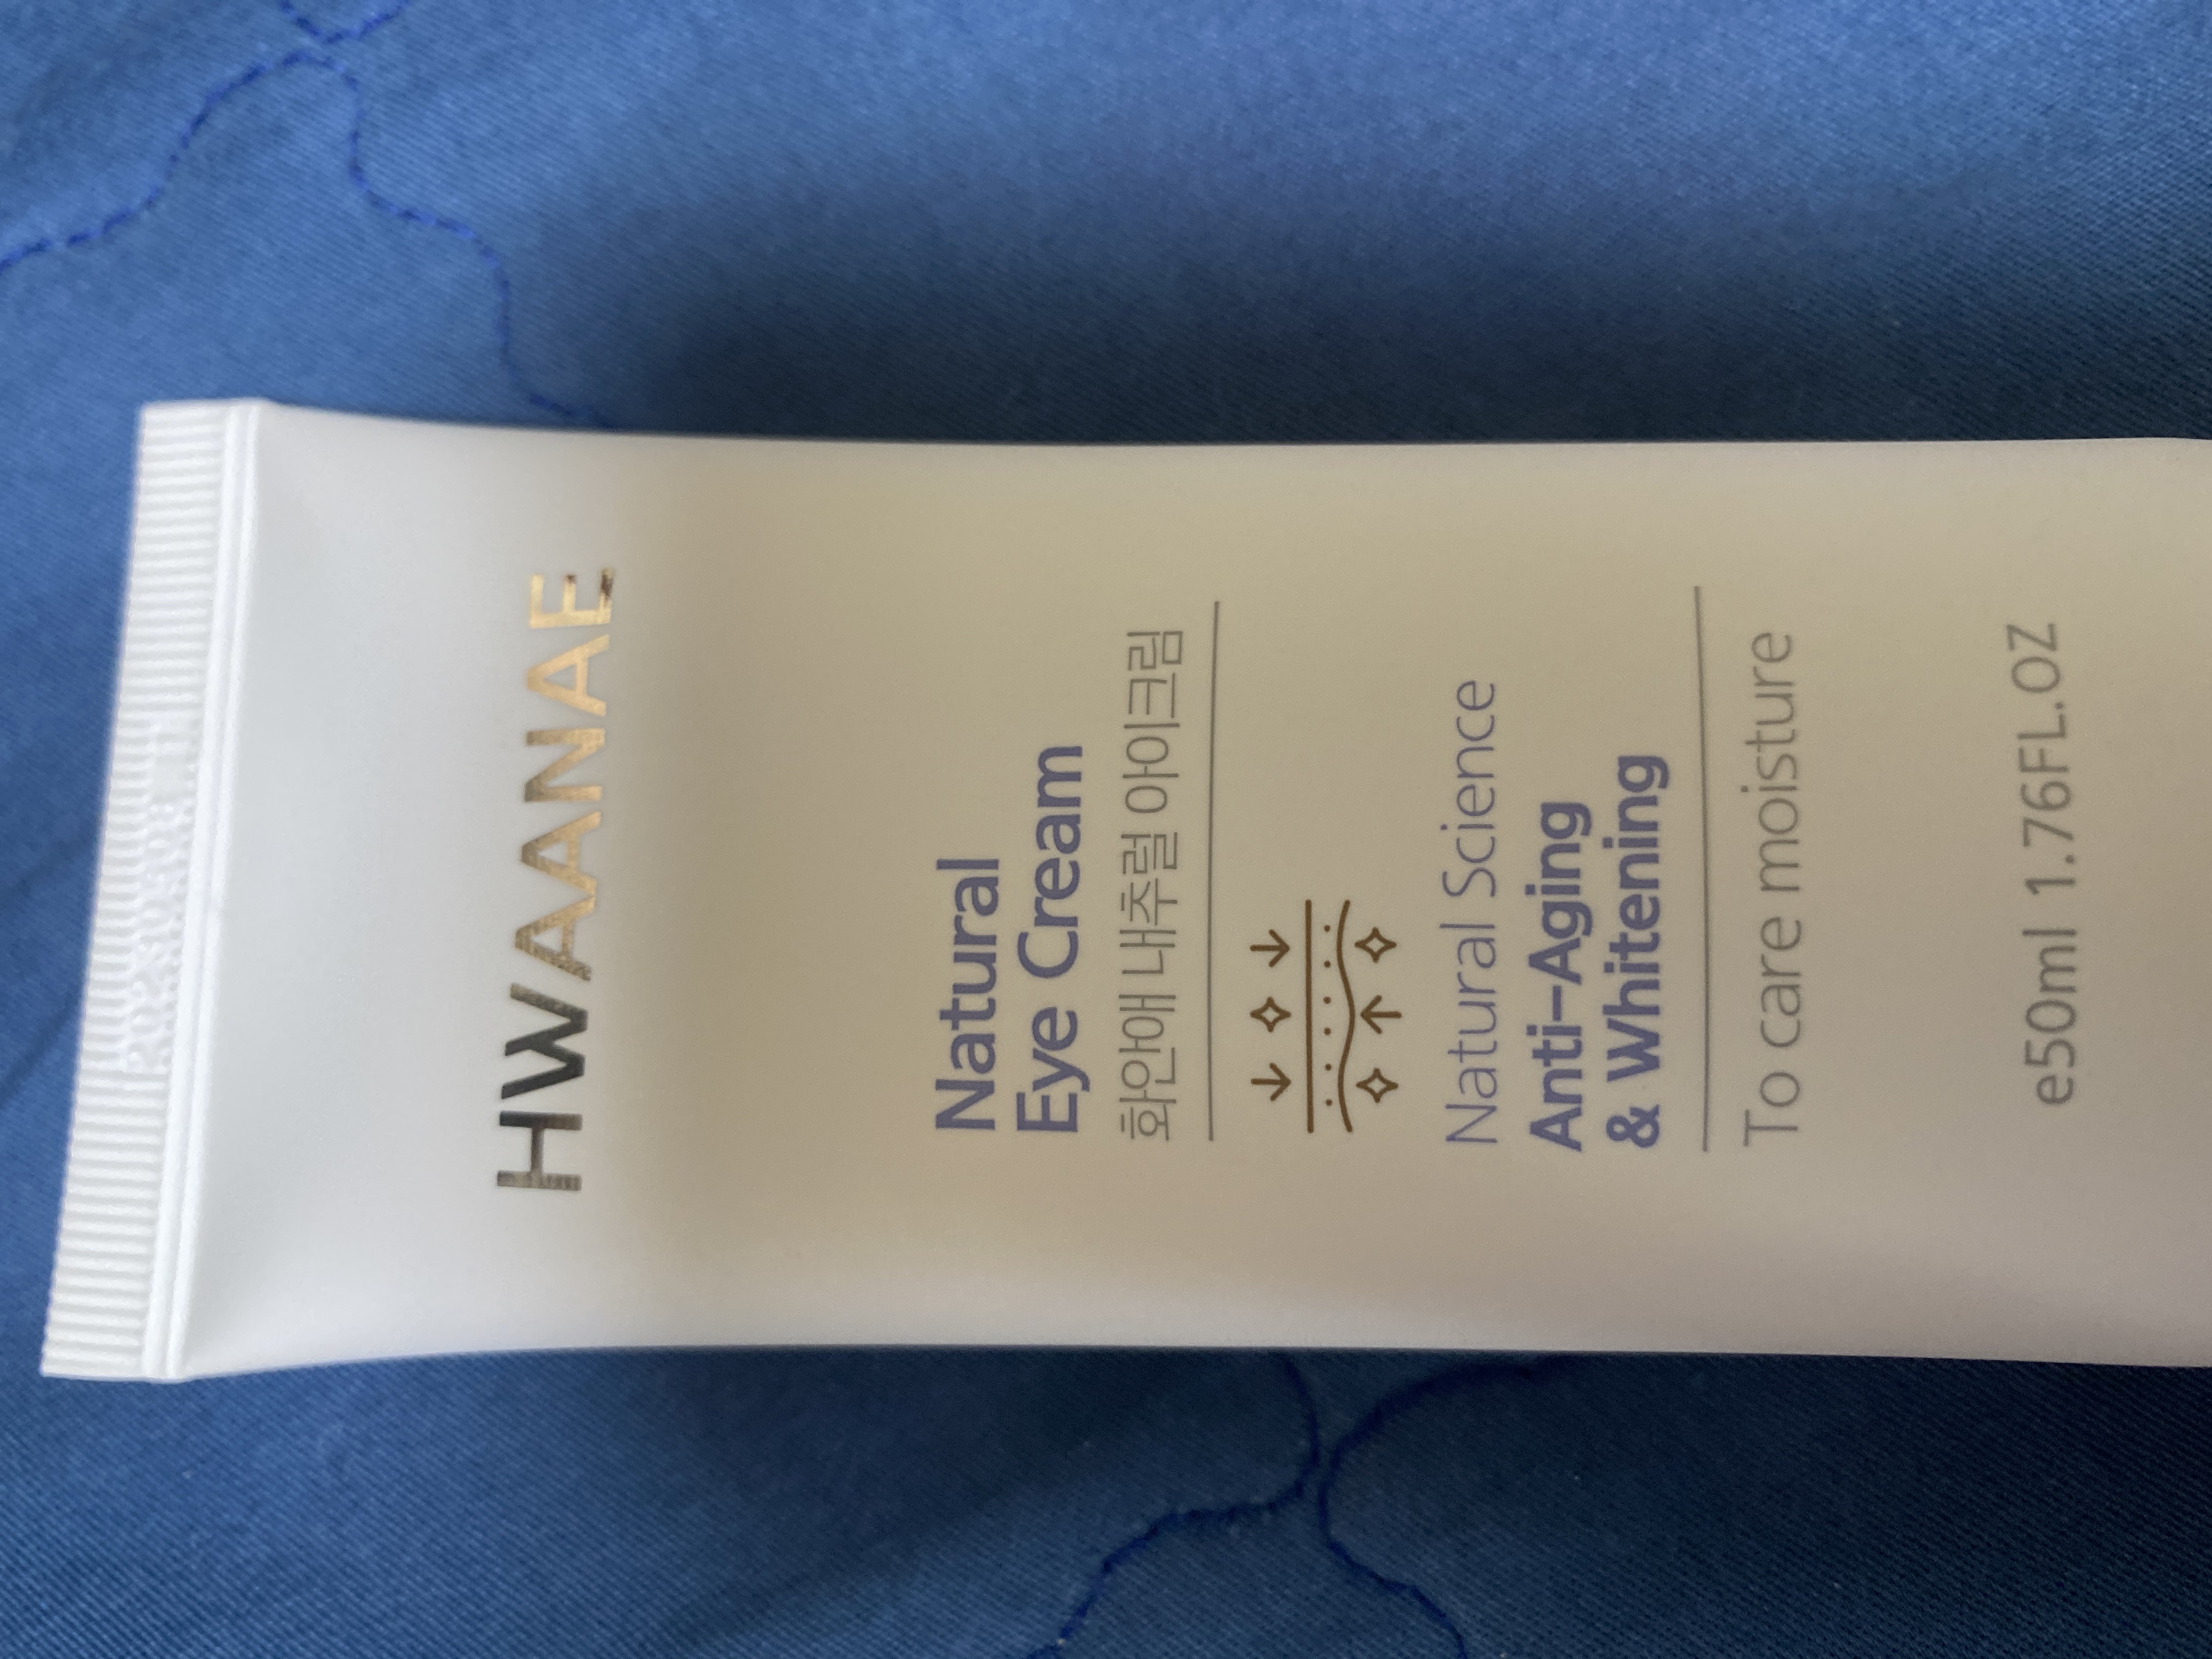 HWAANAE
Natural
Eye Cream
화안애 내추럴 아이크림
Natural Science
Anti-Aging
& Whitening
To care moisture
e50ml 1.76FL.OZ